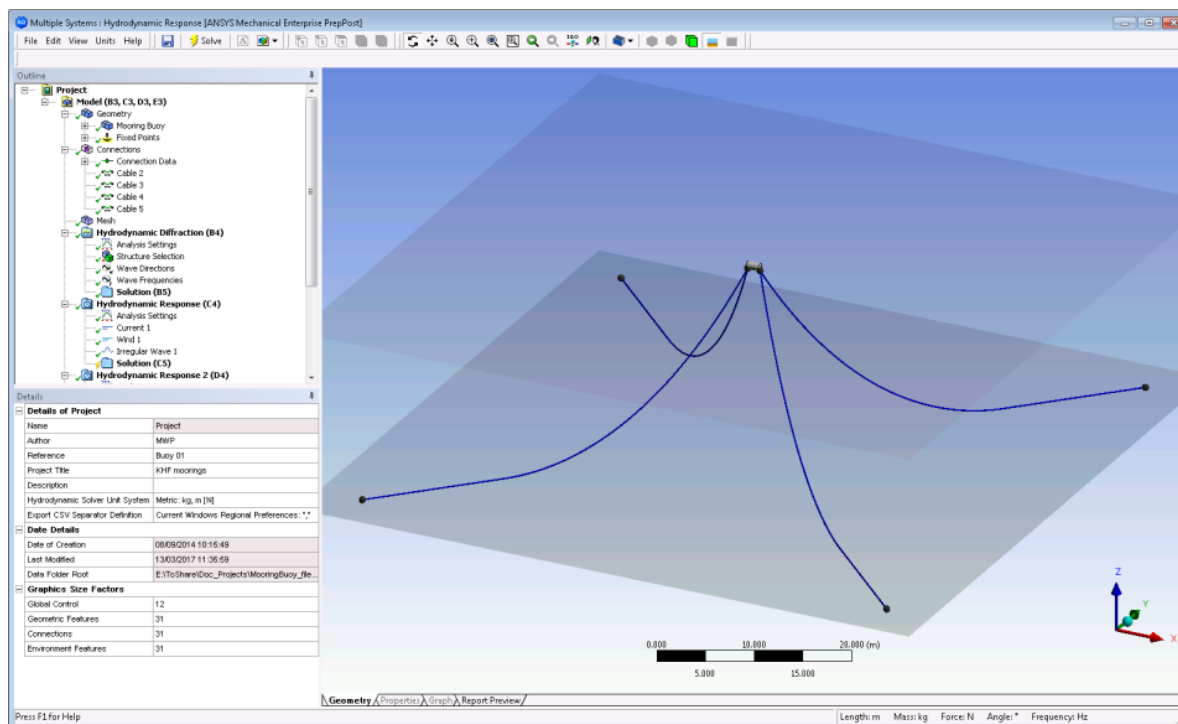 Multiple Systems : Hydrodynamic Response [ANSYS Mechanical Enterprise PrepPost]
File Edit View Units Help Solve
Outline
Project
Model (B3, C3, D3, E3)
Geometry
Mooring Buoy
Fixed Points
Connections
Connection Data
Cable 2
Cable 3
Cable 4
Cable 5
Mesh
Hydrodynamic Diffraction (B4)
Analysis Settings
Structure Selection
Wave Directions
Wave Frequencies
Solution (B5)
Hydrodynamic Response (C4)
Analysis Settings
Current 1
Wind 1
Irregular Wave 1
Solution (C5)
Hydrodynamic Response 2 (D4)
Details
Details of Project
Name Project
Author MWP
Reference Buoy 01
Project Title KHF moorings
Description
Hydrodynamic Solver Unit System Metric: kg, m [N]
Export CSV Separator Definition Current Windows Regional Preferences: ","
Date Details
Date of Creation 08/09/2014 10:16:49
Last Modified 13/03/2017 11:36:59
Data Folder Root E:\ToShare\Doc_Projects\MooringBuoy_file...
Graphics Size Factors
Global Control 12
Geometric Features 31
Connections 31
Environment Features 31
0.000 10.000 20.000 (m)
5.000 15.000
Z
Y
X
Geometry Properties Graph Report Preview
Press F1 for Help Length: m Mass: kg Force: N Angle: ° Frequency: Hz